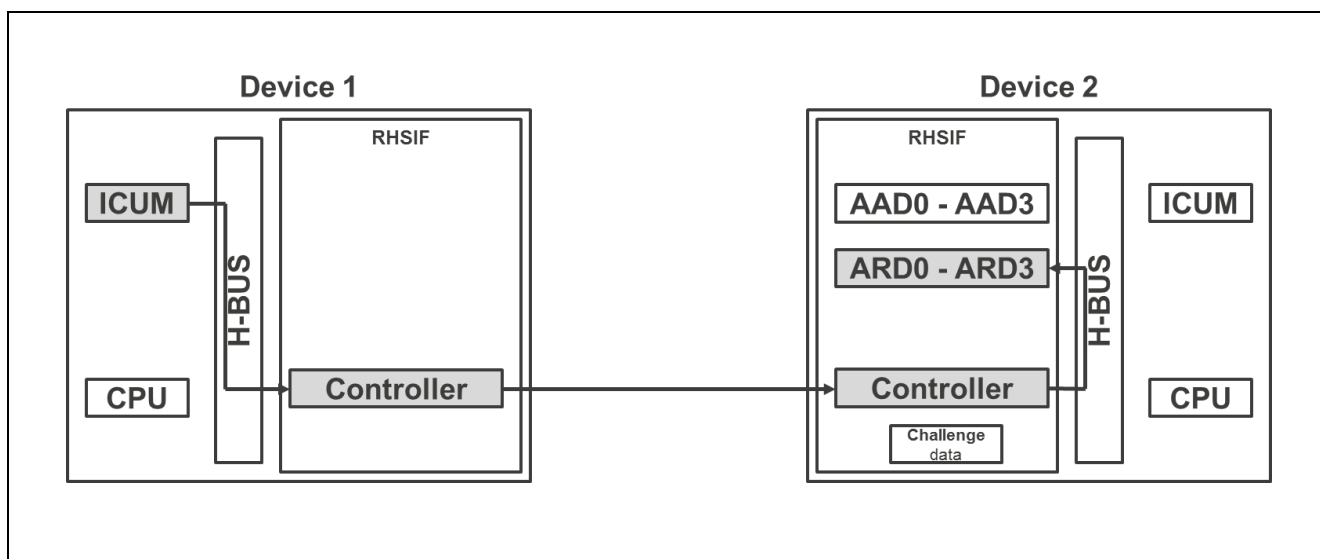 Device 1
RHSIF
ICUM
H-BUS
CPU
Controller
Device 2
RHSIF
AAD0 - AAD3
ARD0 - ARD3
Controller
Challenge
data
H-BUS
ICUM
CPU